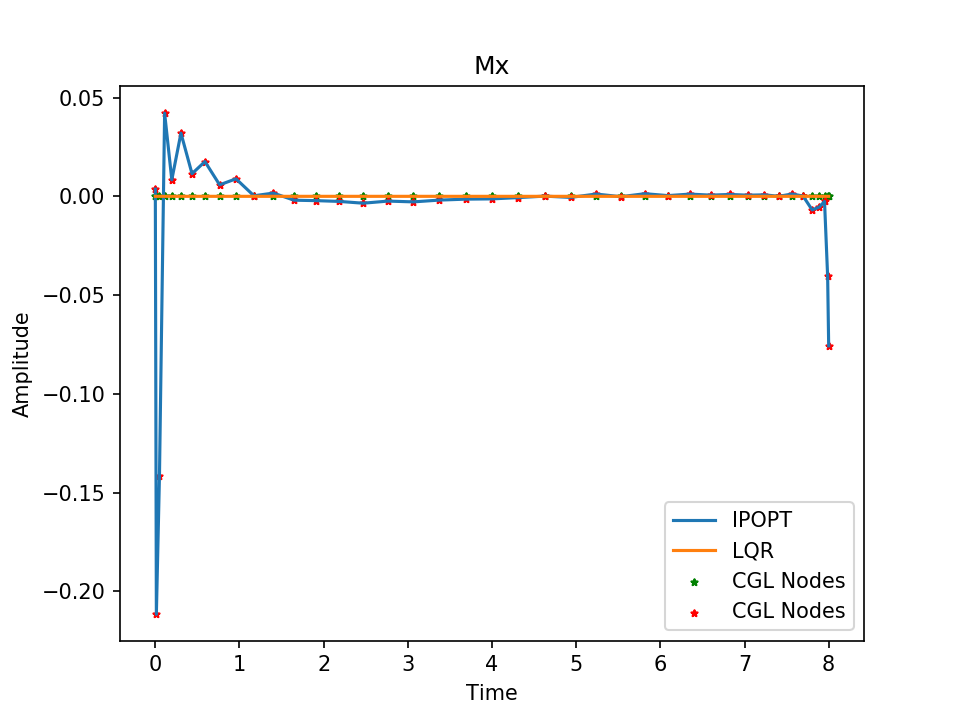 Mx
0.05
0.00
−0.05
−0.10
−0.15
−0.20
Amplitude
0 1 2 3 4 5 6 7 8
Time
IPOPT
LQR
CGL Nodes
CGL Nodes